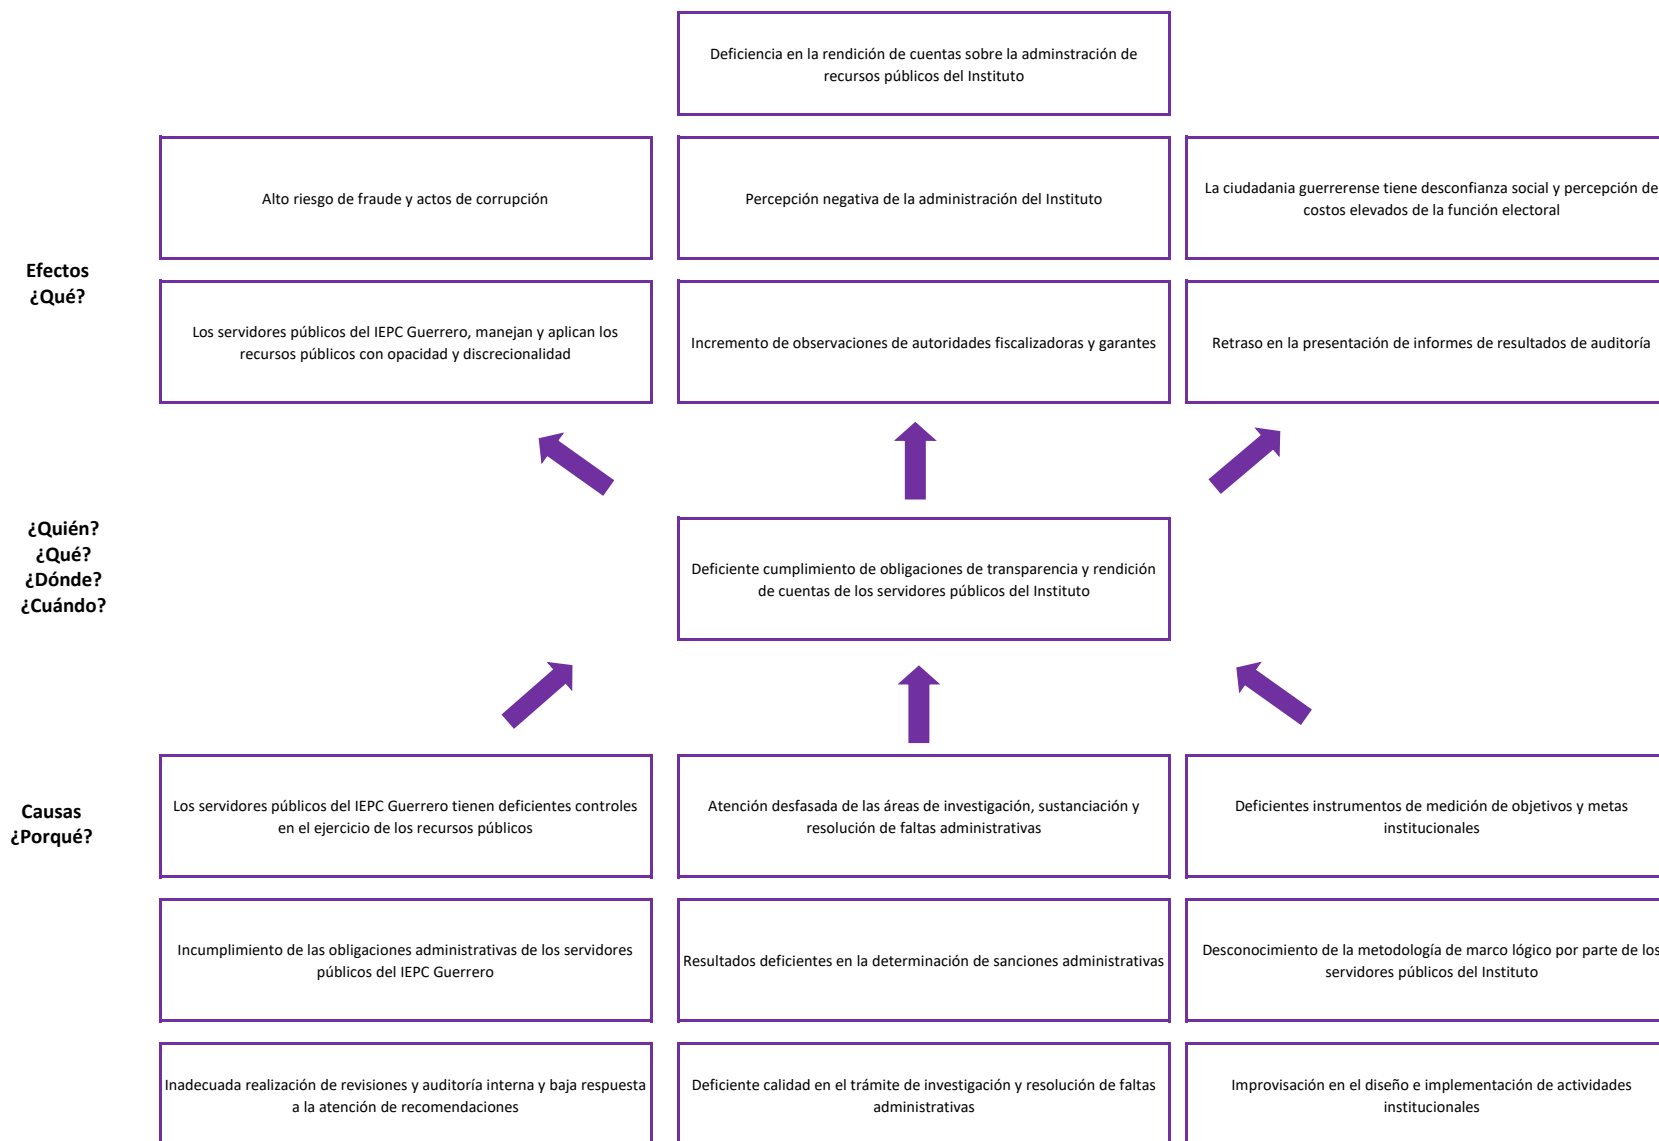 Deficiencia en la rendición de cuentas sobre la adminstración de
recursos públicos del Instituto
Alto riesgo de fraude y actos de corrupción
Percepción negativa de la administración del Instituto
La ciudadania guerrerense tiene desconfianza social y percepción de
costos elevados de la función electoral
Efectos
¿Qué?
Los servidores públicos del IEPC Guerrero, manejan y aplican los
recursos públicos con opacidad y discrecionalidad
Incremento de observaciones de autoridades fiscalizadoras y garantes
Retraso en la presentación de informes de resultados de auditoría
¿Quién?
¿Qué?
¿Dónde?
¿Cuándo?
Deficiente cumplimiento de obligaciones de transparencia y rendición
de cuentas de los servidores públicos del Instituto
Causas
¿Porqué?
Los servidores públicos del IEPC Guerrero tienen deficientes controles
en el ejercicio de los recursos públicos
Atención desfasada de las áreas de investigación, sustanciación y
resolución de faltas administrativas
Deficientes instrumentos de medición de objetivos y metas
institucionales
Incumplimiento de las obligaciones administrativas de los servidores
públicos del IEPC Guerrero
Resultados deficientes en la determinación de sanciones administrativas
Desconocimiento de la metodología de marco lógico por parte de los
servidores públicos del Instituto
Inadecuada realización de revisiones y auditoría interna y baja respuesta
a la atención de recomendaciones
Deficiente calidad en el trámite de investigación y resolución de faltas
administrativas
Improvisación en el diseño e implementación de actividades
institucionales